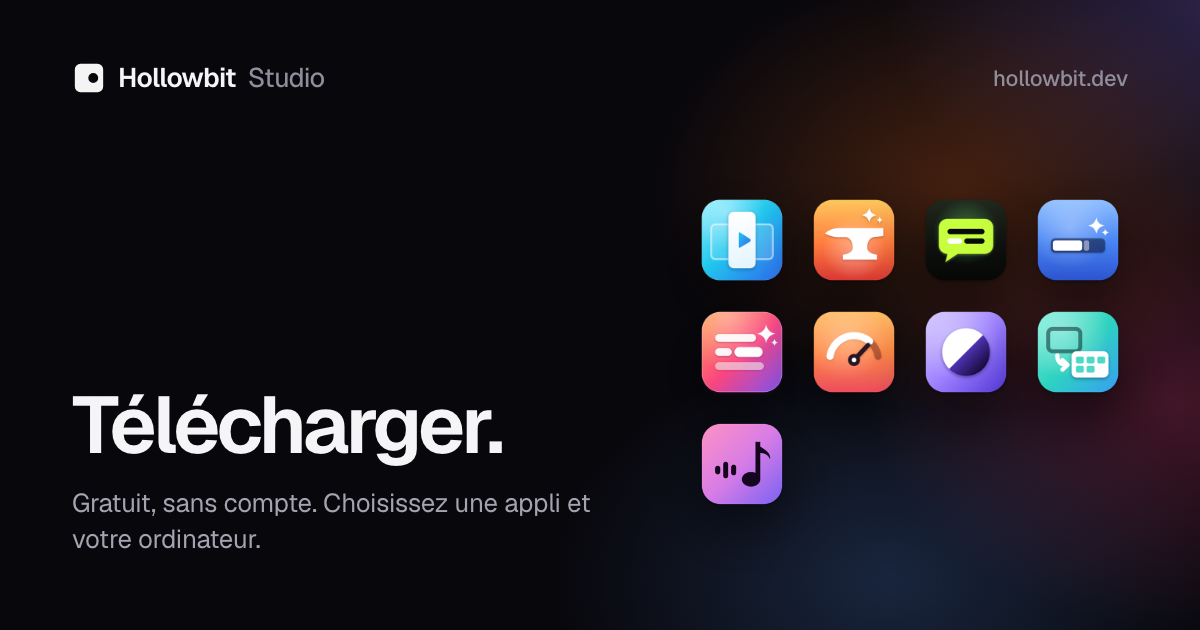 Hollowbit Studio
hollowbit.dev
Télécharger.
Gratuit, sans compte. Choisissez une appli et
votre ordinateur.